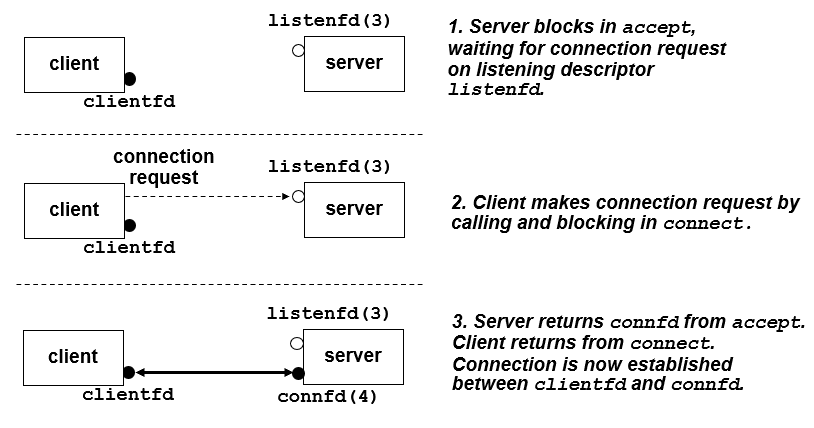 listenfd(3)
client
server
clientfd
1. Server blocks in accept,
waiting for connection request
on listening descriptor
listenfd.
connection
request
listenfd(3)
client
server
clientfd
2. Client makes connection request by
calling and blocking in connect.
listenfd(3)
client
server
clientfd
connfd(4)
3. Server returns connfd from accept.
Client returns from connect.
Connection is now established
between clientfd and connfd.